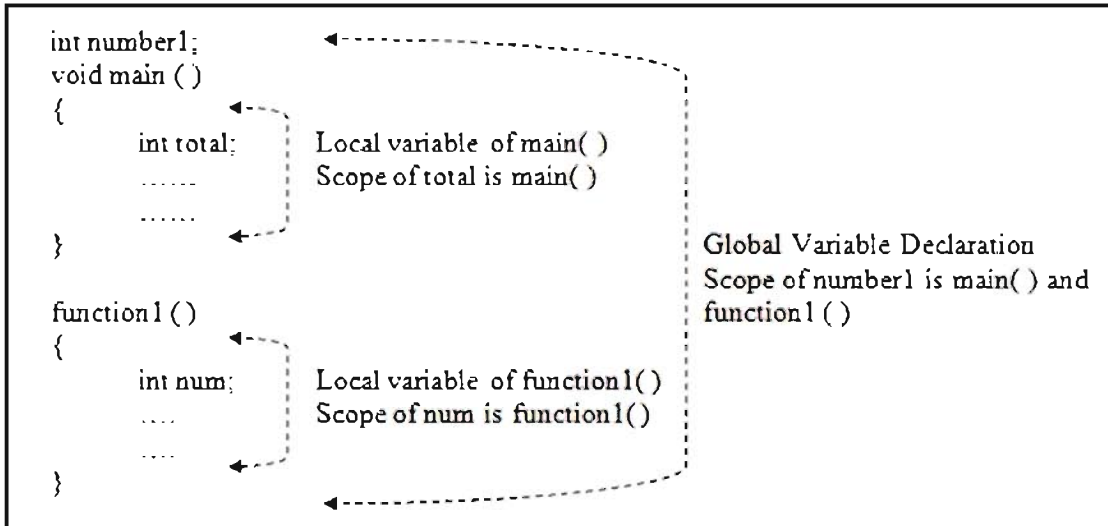 int number1;
void main ( )
{
int total;
......
......
}
Local variable of main( )
Scope of total is main( )
function1 ( )
{
int num;
....
....
}
Local variable of function1()
Scope of num is function1( )
Global Variable Declaration
Scope of number1 is main( ) and
function1 ( )